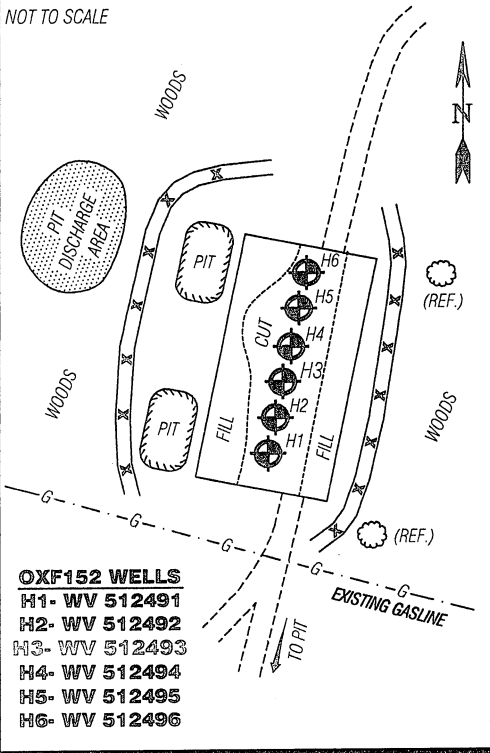 NOT TO SCALE
WOODS
N
PIT
DISCHARGE
AREA
PIT
H6
(REF.)
H5
CUT
H4
H3
WOODS
H2
WOODS
PIT
FILL
H1
FILL
G
G
(REF.)
G
G
G
EXISTING GASLINE
TO PIT
OXF152 WELLS
H1- WV 512491
H2- WV 512492
H3- WV 512493
H4- WV 512494
H5- WV 512495
H6- WV 512496